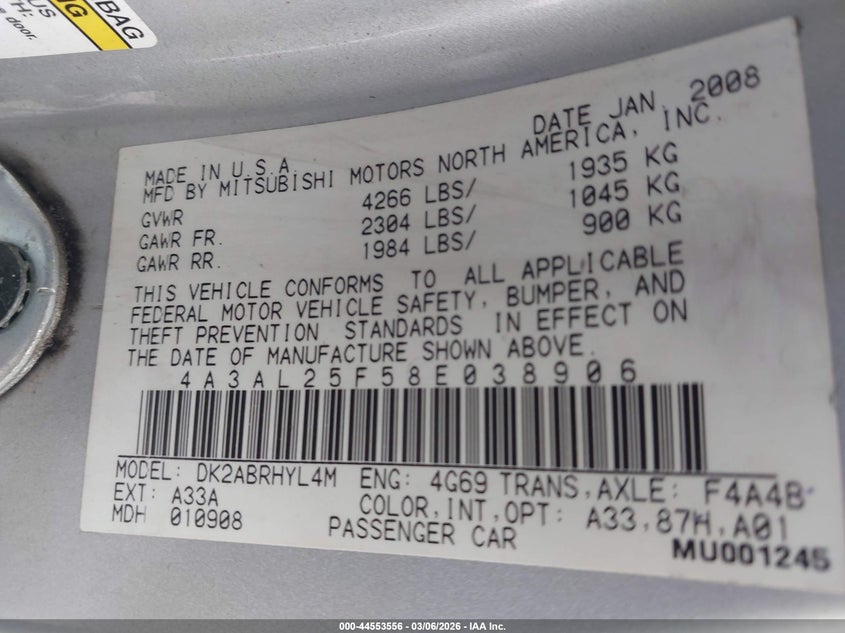 BAG
US
NG
TH:
door.
DATE JAN, 2008
MADE IN U.S.A.
MFD BY MITSUBISHI MOTORS NORTH AMERICA, INC.
GVWR 4266 LBS/ 1935 KG
GAWR FR. 2304 LBS/ 1045 KG
GAWR RR. 1984 LBS/ 900 KG
THIS VEHICLE CONFORMS TO ALL APPLICABLE
FEDERAL MOTOR VEHICLE SAFETY, BUMPER, AND
THEFT PREVENTION STANDARDS IN EFFECT ON
THE DATE OF MANUFACTURE SHOWN ABOVE.
4A3AL25F58E038906
MODEL: DK2ABRHYL4M ENG: 4G69 TRANS,AXLE: F4A4B
EXT: A33A COLOR,INT,OPT: A33,87H,A01
MDH 010908 PASSENGER CAR
MU001245
000-44553556 - 03/06/2026 - IAA Inc.